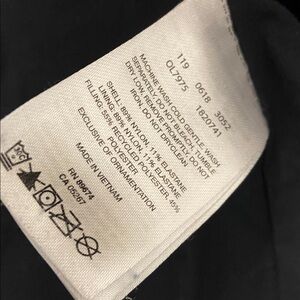 119 0618 3052
OL7975 1820741
MACHINE WASH COLD GENTLE WASH
SEPARATELY DO NOT BLEACH. TUMBLE
DRY LOW, REMOVE PROMPTLY. DO NOT
IRON. DO NOT DRYCLEAN
SHELL: 89% NYLON, 11% ELASTANE
LINING: 89% NYLON, 11% ELASTANE
FILLING: 55% RECYCLED POLYESTER, 45%
POLYESTER
EXCLUSIVE OF ORNAMENTATION
MADE IN VIETNAM
RN 89674
CA 05267